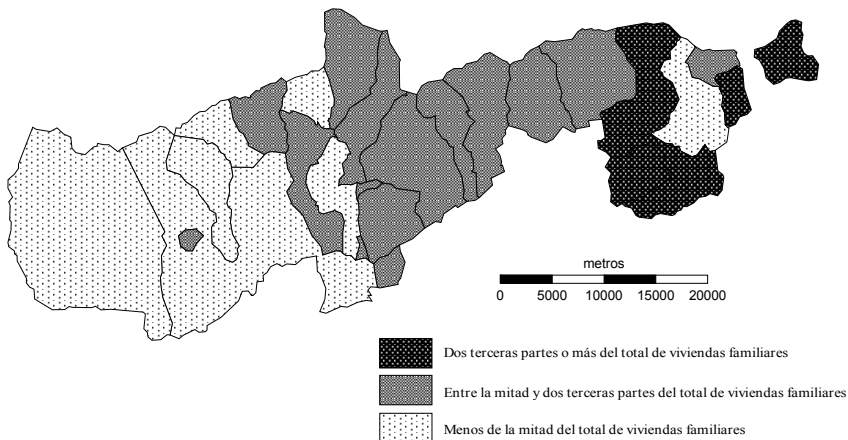 metros
0 5000 10000 15000 20000
Dos terceras partes o más del total de viviendas familiares
Entre la mitad y dos terceras partes del total de viviendas familiares
Menos de la mitad del total de viviendas familiares